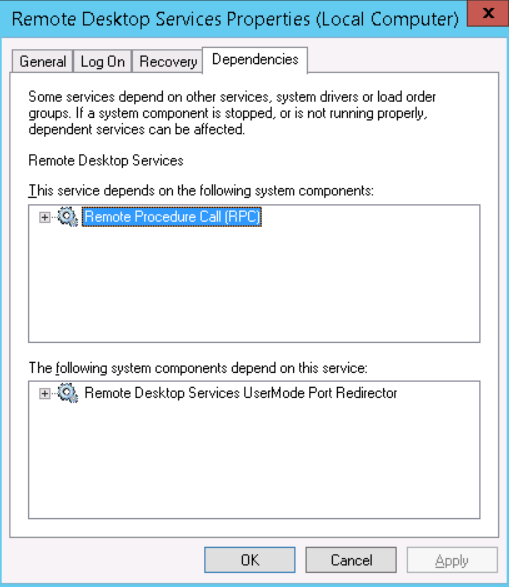 Remote Desktop Services Properties (Local Computer) x
General Log On Recovery Dependencies
Some services depend on other services, system drivers or load order
groups. If a system component is stopped, or is not running properly,
dependent services can be affected.
Remote Desktop Services
This service depends on the following system components:
Remote Procedure Call (RPC)
The following system components depend on this service:
Remote Desktop Services UserMode Port Redirector
OK Cancel Apply